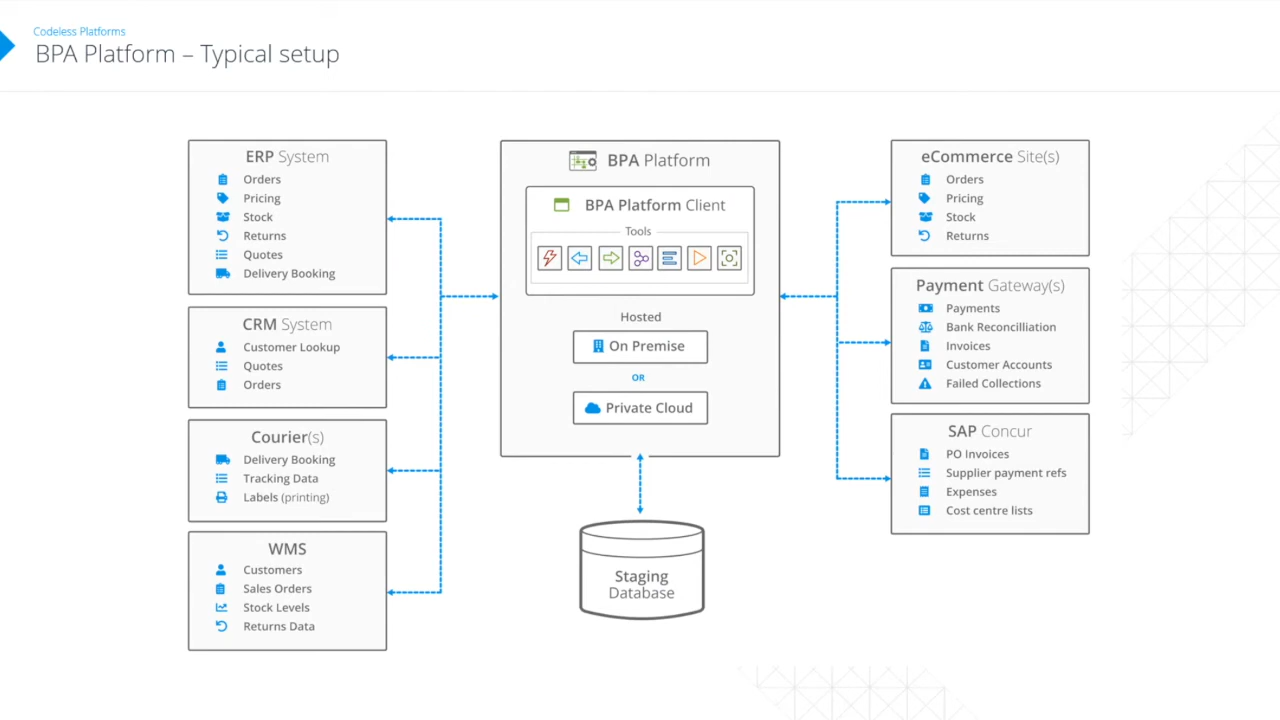 Codeless Platforms
BPA Platform – Typical setup
ERP System
Orders
Pricing
Stock
Returns
Quotes
Delivery Booking
CRM System
Customer Lookup
Quotes
Orders
Courier(s)
Delivery Booking
Tracking Data
Labels (printing)
WMS
Customers
Sales Orders
Stock Levels
Returns Data
BPA Platform
BPA Platform Client
Tools
Hosted
On Premise
OR
Private Cloud
Staging
Database
eCommerce Site(s)
Orders
Pricing
Stock
Returns
Payment Gateway(s)
Payments
Bank Reconcilliation
Invoices
Customer Accounts
Failed Collections
SAP Concur
PO Invoices
Supplier payment refs
Expenses
Cost centre lists